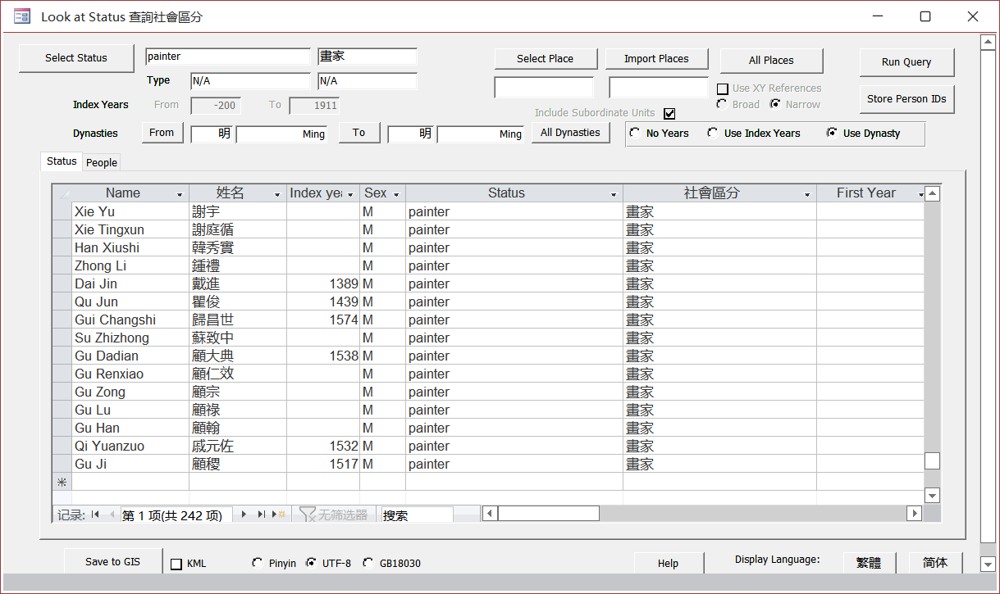 Look at Status 查詢社會區分
Select Status painter 畫家 Select Place Import Places All Places Run Query
Type N/A N/A Use XY References
Index Years From -200 To 1911 Broad Narrow Store Person IDs
Include Subordinate Units
Dynasties From 明 Ming To 明 Ming All Dynasties No Years Use Index Years Use Dynasty
Status People
Name 姓名 Index yea Sex Status 社會區分 First Year
Xie Yu 謝宇 M painter 畫家
Xie Tingxun 謝庭循 M painter 畫家
Han Xiushi 韓秀實 M painter 畫家
Zhong Li 鍾禮 M painter 畫家
Dai Jin 戴進 1389 M painter 畫家
Qu Jun 瞿俊 1439 M painter 畫家
Gui Changshi 歸昌世 1574 M painter 畫家
Su Zhizhong 蘇致中 M painter 畫家
Gu Dadian 顧大典 1538 M painter 畫家
Gu Renxiao 顧仁效 M painter 畫家
Gu Zong 顧宗 M painter 畫家
Gu Lu 顧祿 M painter 畫家
Gu Han 顧翰 M painter 畫家
Qi Yuanzuo 戚元佐 1532 M painter 畫家
Gu Ji 顧稷 1517 M painter 畫家
记录: 第 1 项(共 242 项) 无筛选器 搜索
Save to GIS KML Pinyin UTF-8 GB18030 Help Display Language: 繁體 简体